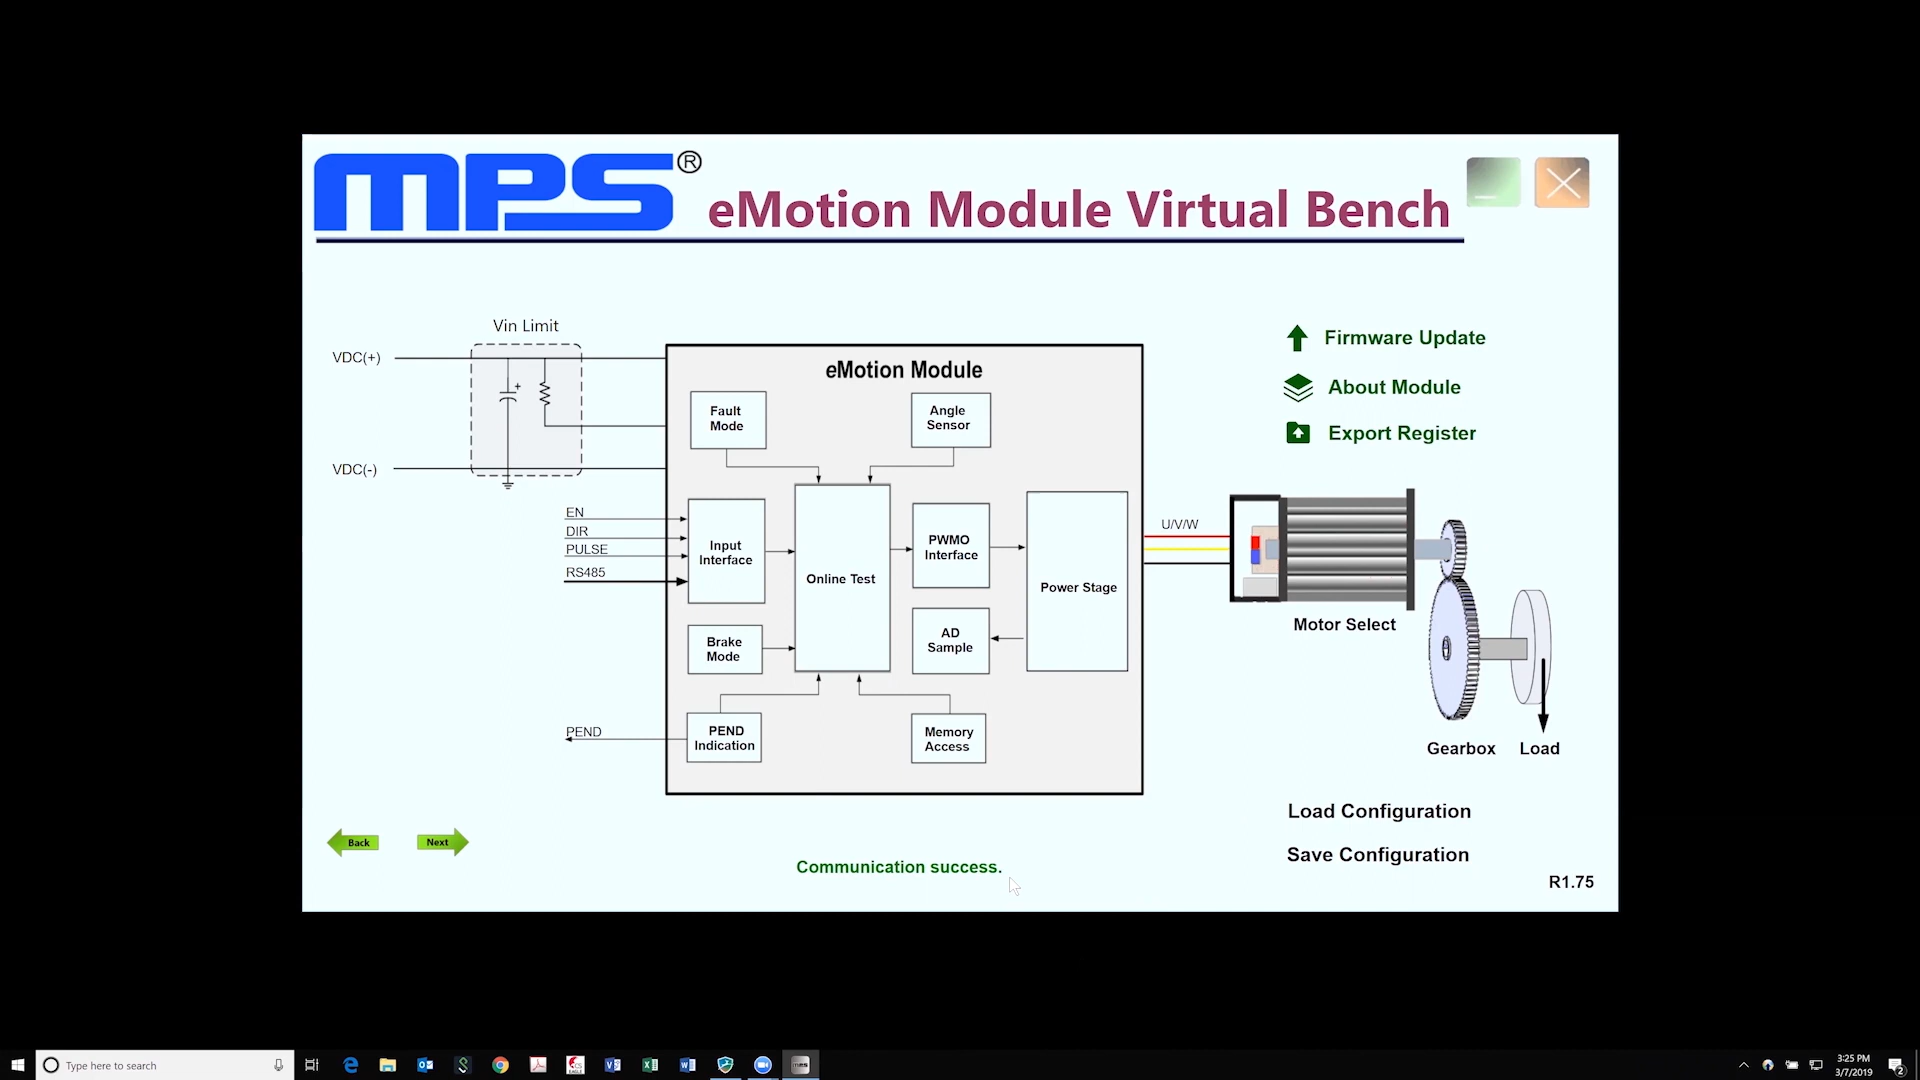 MPS®
eMotion Module Virtual Bench
Vin Limit
VDC(+)
VDC(-)
eMotion Module
Fault
Mode
Angle
Sensor
EN
DIR
PULSE
RS485
Input
Interface
Online Test
PWMO
Interface
Power Stage
Brake
Mode
AD
Sample
PEND
PEND
Indication
Memory
Access
U/V/W
Firmware Update
About Module
Export Register
Motor Select
Gearbox
Load
Load Configuration
Save Configuration
R1.75
Back
Next
Communication success.
Type here to search
3:25 PM
3/7/2019
2